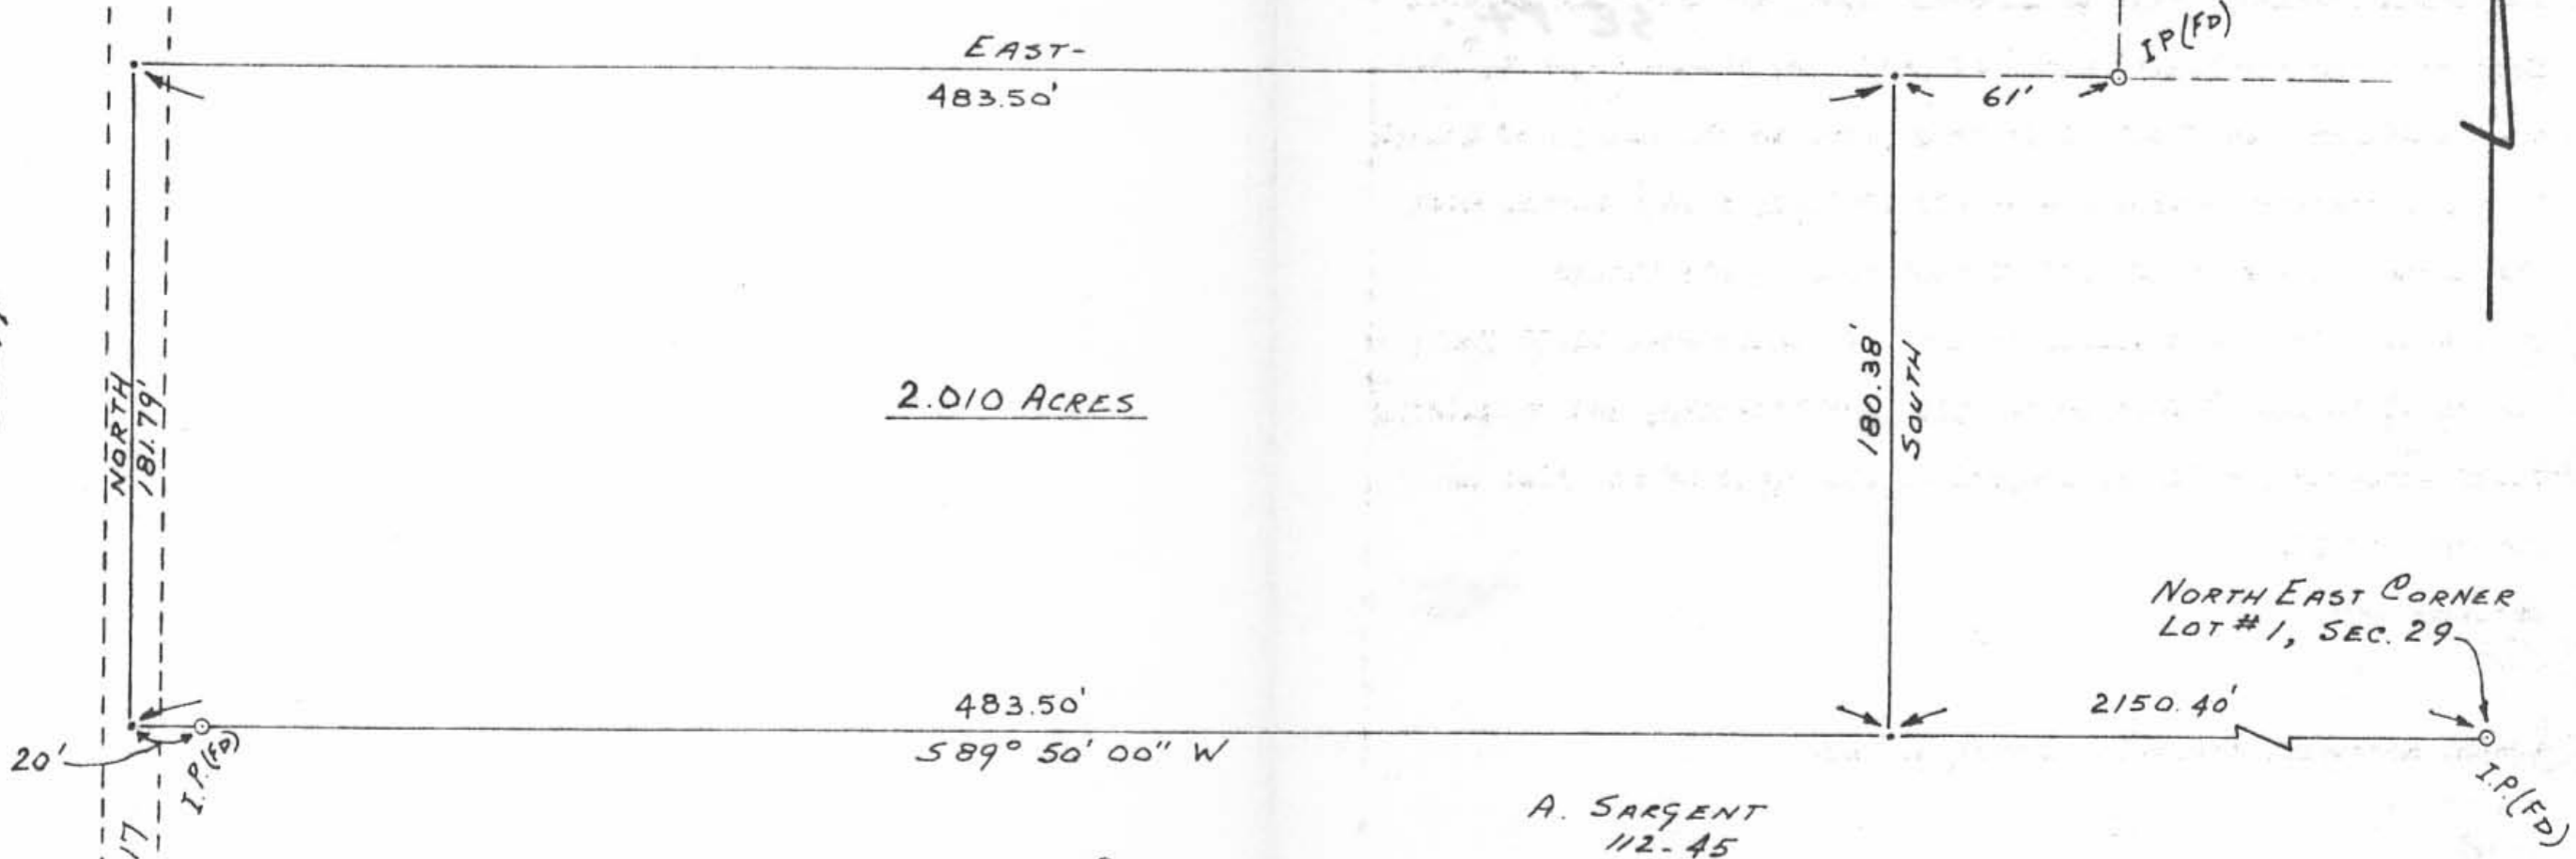 I.P.(FD)
EAST-
483.50'
61'
NORTH
181.79'
2.010 ACRES
180.38'
SOUTH
NORTH EAST CORNER
LOT #1, SEC. 29
483.50'
2150.40'
20'
I.P.(FD)
S 89° 50' 00" W
I.P.(FD)
A. SARGENT
112-45
17